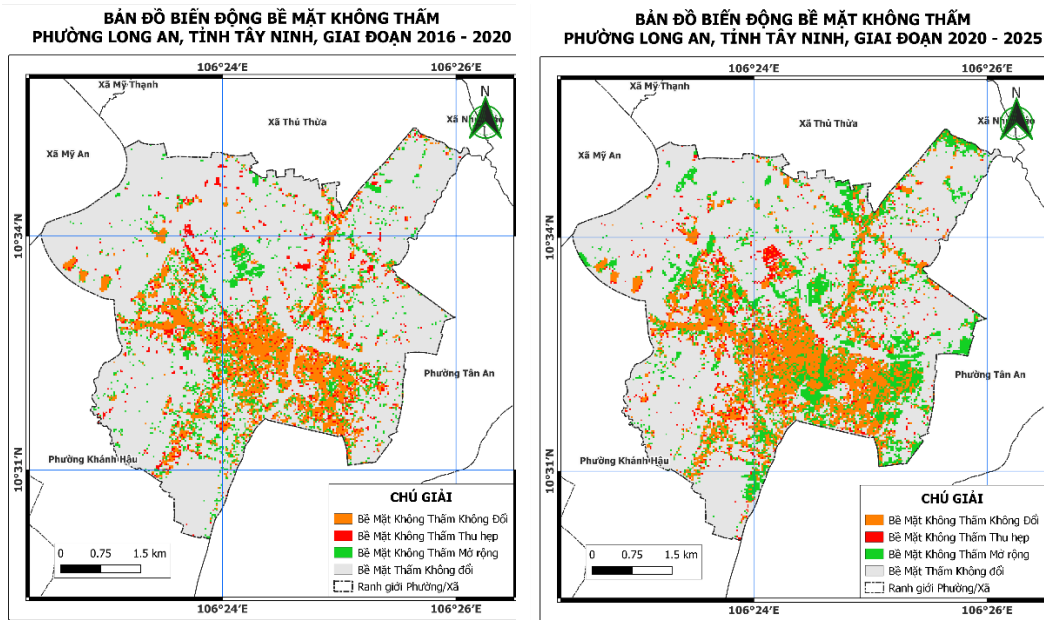 BẢN ĐỒ BIẾN ĐỘNG BỀ MẶT KHÔNG THẤM
PHƯỜNG LONG AN, TỈNH TÂY NINH, GIAI ĐOẠN 2016 - 2020
106°24′E
106°26′E
Xã Mỹ Thạnh
N
Xã Thủ Thừa
Xã Mỹ An
10°34′N
Phường Tân An
Phường Khánh Hậu
10°31′N
CHÚ GIẢI
Bề Mặt Không Thấm Không Đổi
Bề Mặt Không Thấm Thu hẹp
Bề Mặt Không Thấm Mở rộng
Bề Mặt Thấm Không đổi
Ranh giới Phường/Xã
0 0.75 1.5 km
106°24′E
106°26′E
BẢN ĐỒ BIẾN ĐỘNG BỀ MẶT KHÔNG THẤM
PHƯỜNG LONG AN, TỈNH TÂY NINH, GIAI ĐOẠN 2020 - 2025
106°24′E
106°26′E
Xã Mỹ Thạnh
N
Xã Thủ Thừa
Xã Mỹ An
10°34′N
Phường Tân An
Phường Khánh Hậu
10°31′N
CHÚ GIẢI
Bề Mặt Không Thấm Không Đổi
Bề Mặt Không Thấm Thu hẹp
Bề Mặt Không Thấm Mở rộng
Bề Mặt Thấm Không đổi
Ranh giới Phường/Xã
0 0.75 1.5 km
106°24′E
106°26′E